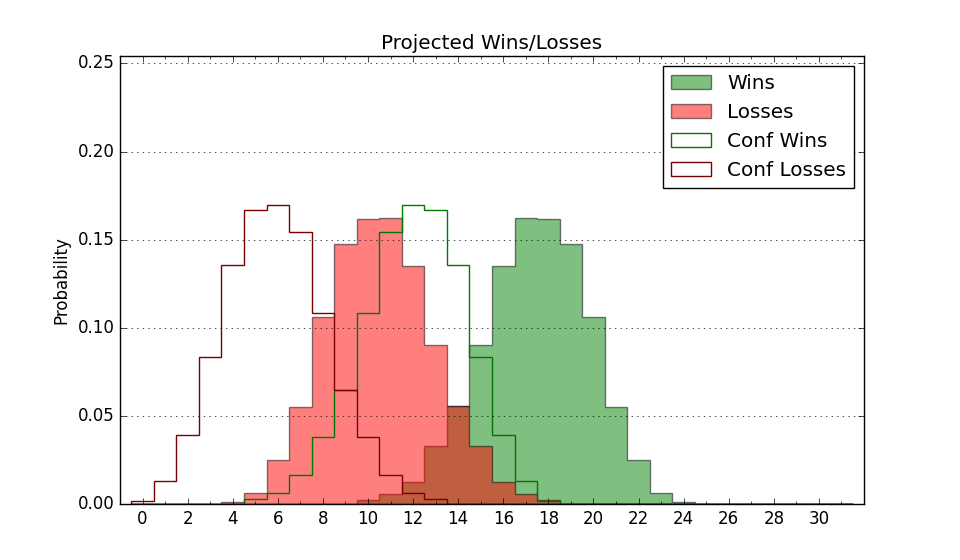 Projected Wins/Losses
0.25
0.20
0.15
0.10
0.05
0.00
Probability
Wins
Losses
Conf Wins
Conf Losses
0 2 4 6 8 10 12 14 16 18 20 22 24 26 28 30